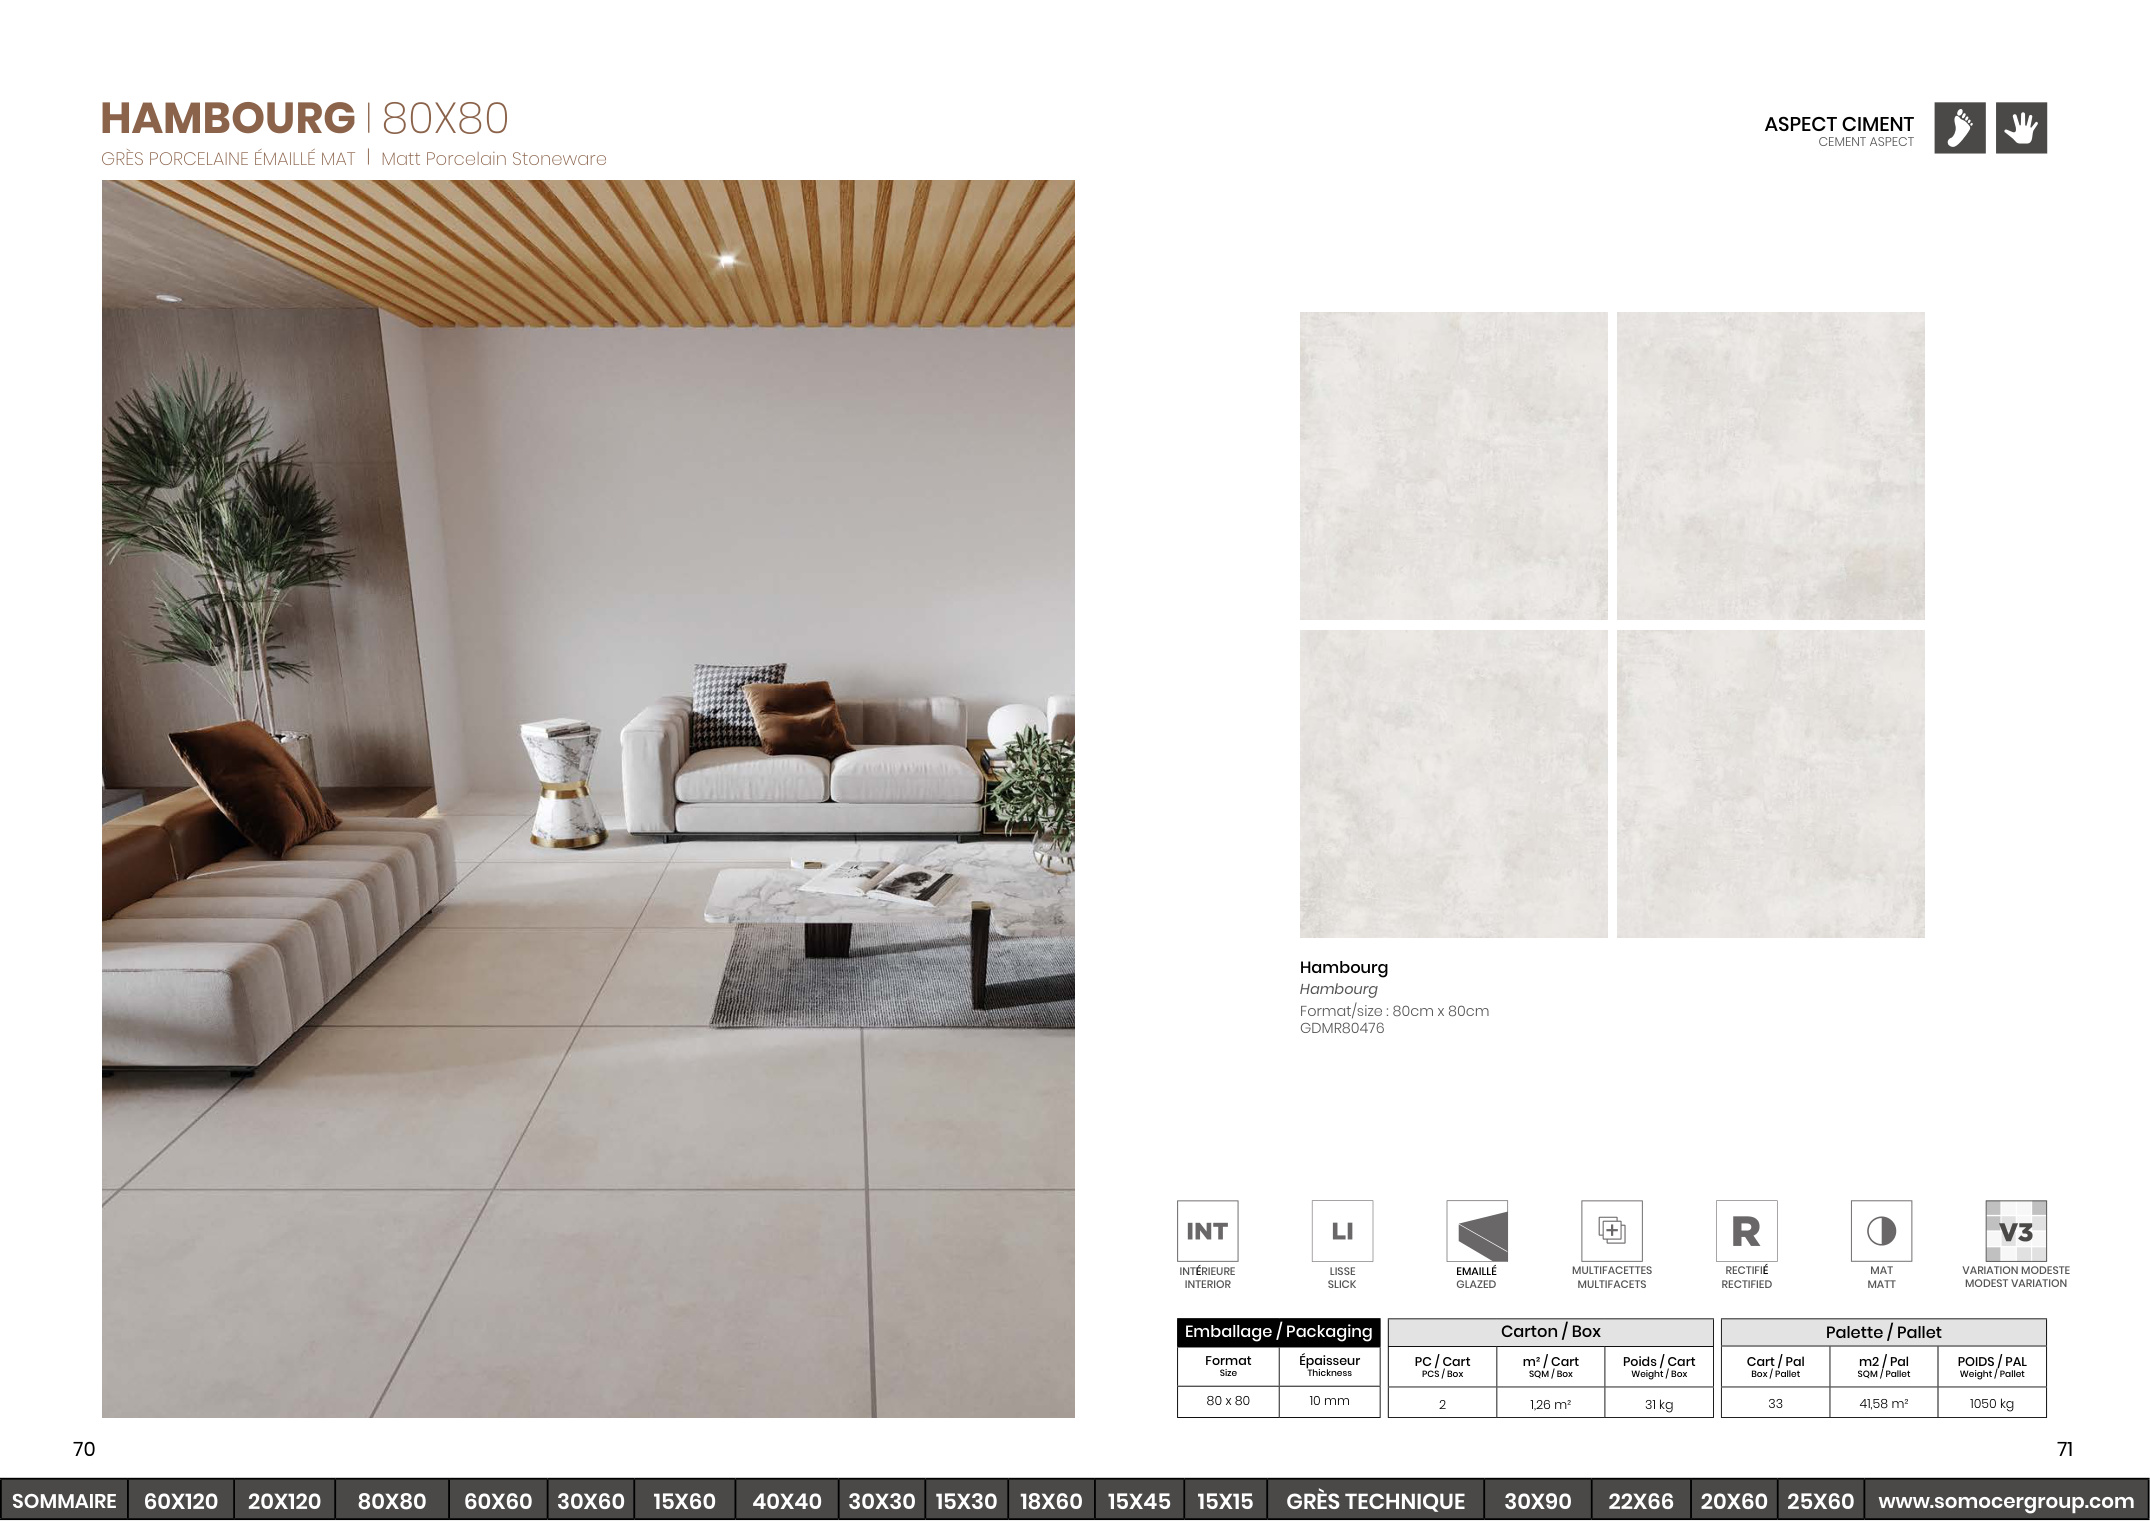 HAMBOURG | 80X80
GRÈS PORCELAINE ÉMAILLÉ MAT | Matt Porcelain Stoneware
ASPECT CIMENT
CEMENT ASPECT
Hambourg
Hambourg
Format/size : 80cm x 80cm
GDMR80476
INT LI R V3
INTÉRIEURE LISSE EMAILLÉ MULTIFACETTES RECTIFIÉ MAT VARIATION MODESTE
INTERIOR SLICK GLAZED MULTIFACETS RECTIFIED MATT MODEST VARIATION
Emballage / Packaging Carton / Box Palette / Pallet
Format Épaisseur PC / Cart m² / Cart Poids / Cart Cart / Pal m2 / Pal POIDS / PAL
Size Thickness PCS / Box SQM / Box Weight / Box Box / Pallet SQM / Pallet Weight / Pallet
80 x 80 10 mm 2 1,26 m² 31 kg 33 41,58 m² 1050 kg
70 71
SOMMAIRE 60X120 20X120 80X80 60X60 30X60 15X60 40X40 30X30 15X30 18X60 15X45 15X15 GRÈS TECHNIQUE 30X90 22X66 20X60 25X60 www.somocergroup.com